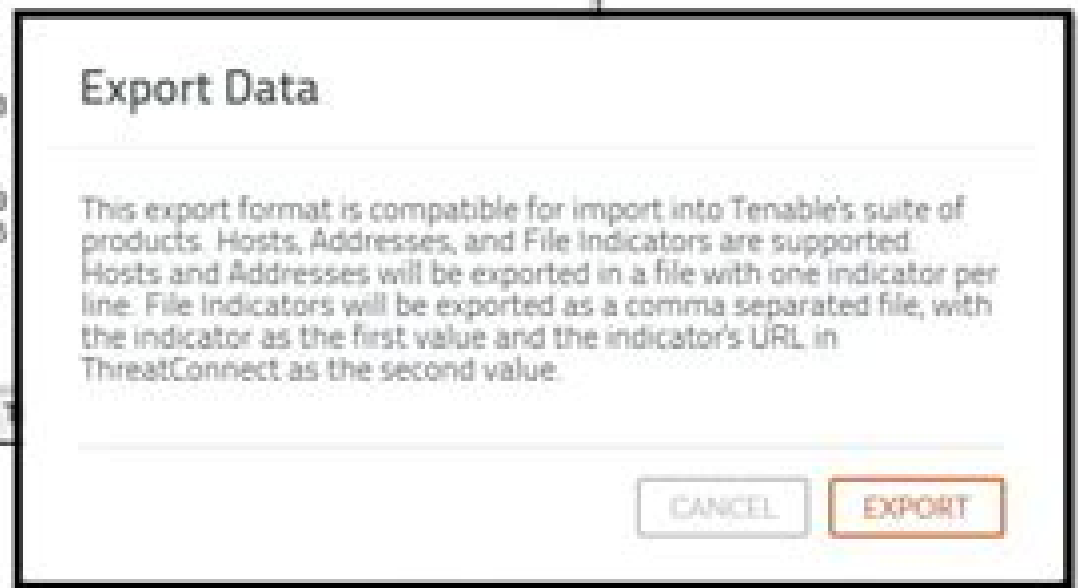 Export Data
This export format is compatible for import into Tenable's suite of
products. Hosts, Addresses, and File Indicators are supported.
Hosts and Addresses will be exported in a file with one indicator per
line. File Indicators will be exported as a comma separated file, with
the indicator as the first value and the indicator's URL in
ThreatConnect as the second value.
CANCEL
EXPORT